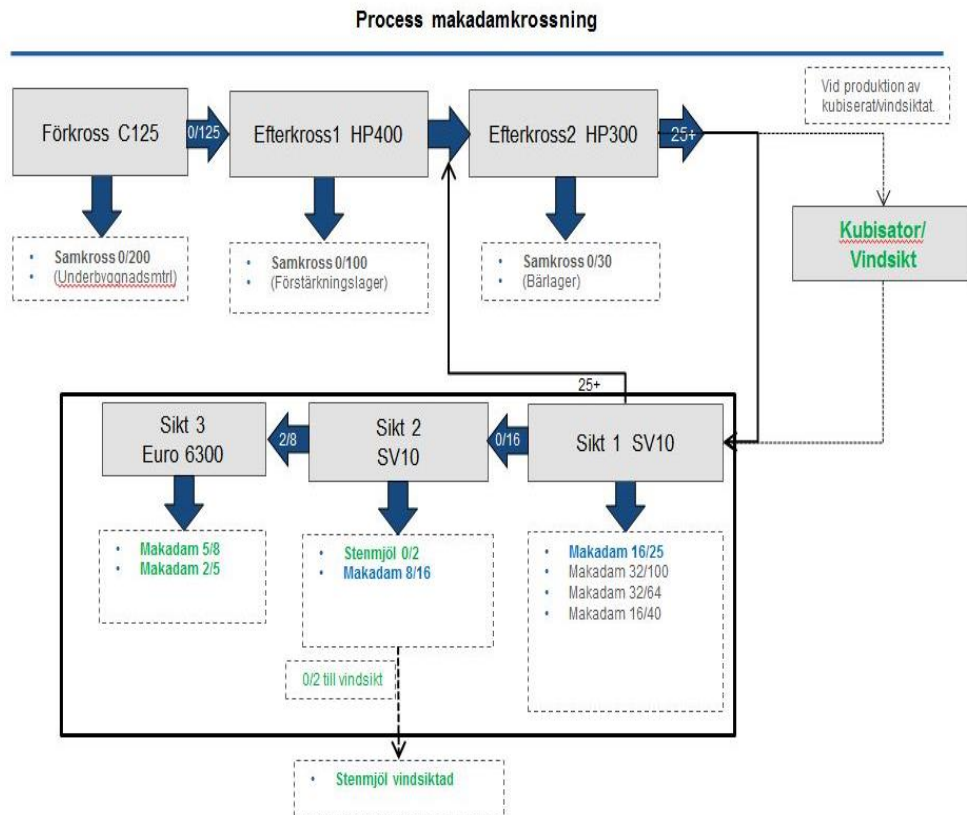 Process makadamkrossning
Förkross C125
0/125
Efterkross1 HP400
Efterkross2 HP300
25+
Vid produktion av
kubiserat/vindsiktat.
• Samkross 0/200
• (Underbyggnadsmtrl)
• Samkross 0/100
• (Förstärkningslager)
• Samkross 0/30
• (Bärlager)
Kubisator/
Vindsikt
25+
Sikt 3
Euro 6300
2/8
Sikt 2
SV10
0/16
Sikt 1 SV10
• Makadam 5/8
• Makadam 2/5
• Stenmjöl 0/2
• Makadam 8/16
• Makadam 16/25
• Makadam 32/100
• Makadam 32/64
• Makadam 16/40
0/2 till vindsikt
• Stenmjöl vindsiktad